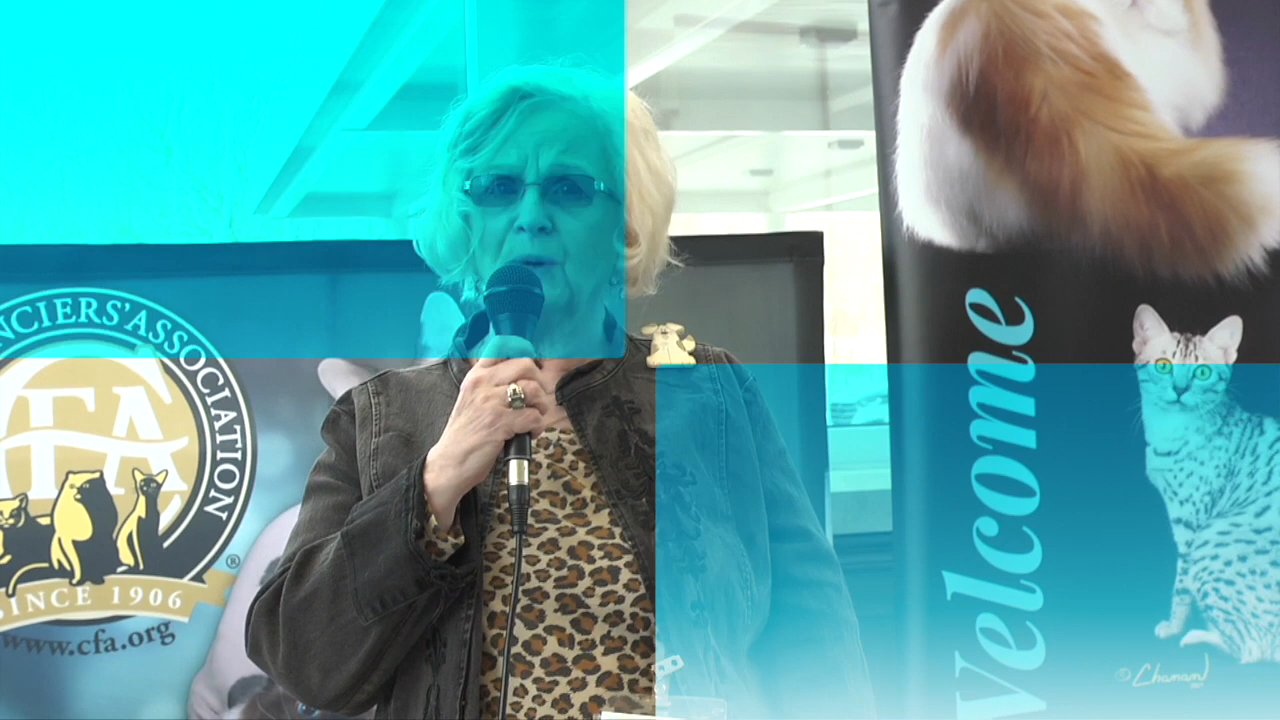 NCIERS' ASSOCIATION
CFA
SINCE 1906
®
www.cfa.org
Welcome
© Chanan